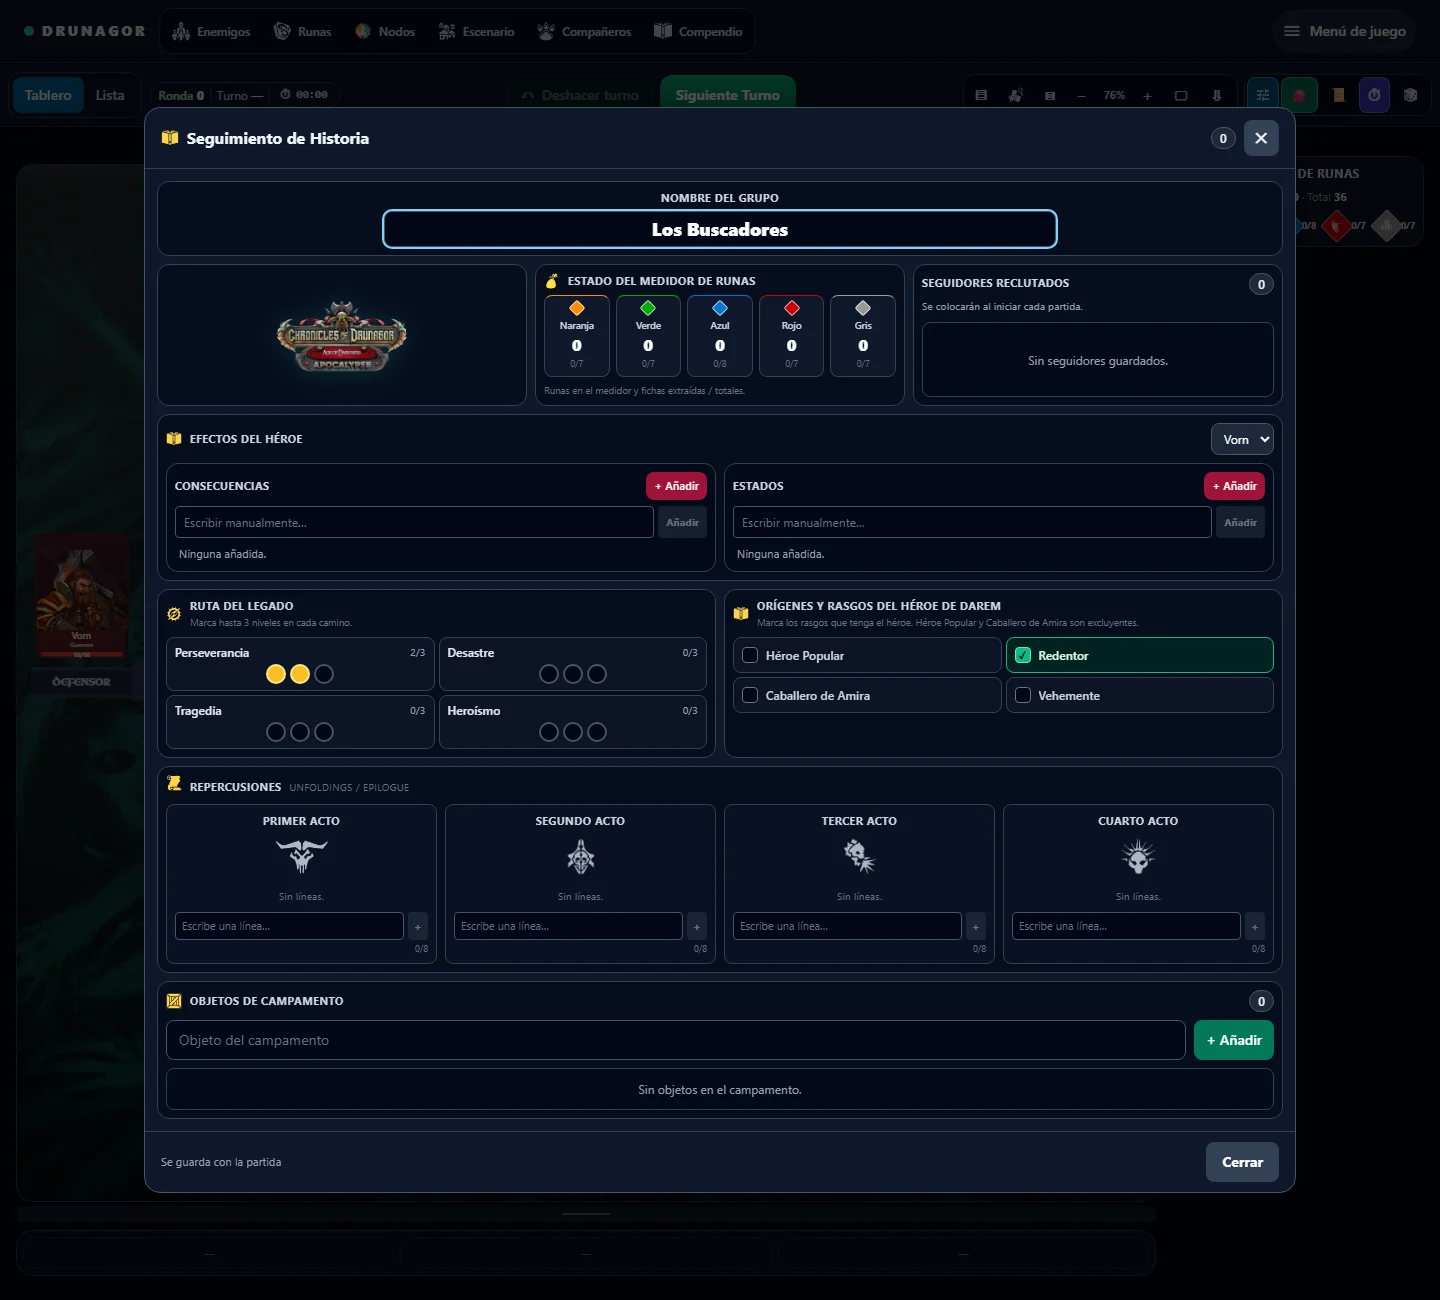 DRUNAGOR
Enemigos
Runas
Nodos
Escenario
Compañeros
Compendio
Menú de juego
Tablero
Lista
Ronda 0
Turno —
00:00
Deshacer turno
Siguiente Turno
— 76% +
Seguimiento de Historia
0
DE RUNAS
· Total 36
0/8
0/7
0/7
NOMBRE DEL GRUPO
Los Buscadores
CHRONICLES OF DRUNAGOR
AGE OF DARKNESS
APOCALYPSE
ESTADO DEL MEDIDOR DE RUNAS
Naranja
0
0/7
Verde
0
0/7
Azul
0
0/8
Rojo
0
0/7
Gris
0
0/7
Runas en el medidor y fichas extraídas / totales.
SEGUIDORES RECLUTADOS
0
Se colocarán al iniciar cada partida.
Sin seguidores guardados.
EFECTOS DEL HÉROE
Vorn
CONSECUENCIAS
+ Añadir
Escribir manualmente...
Añadir
Ninguna añadida.
ESTADOS
+ Añadir
Escribir manualmente...
Añadir
Ninguna añadida.
Vorn
DEFENSOR
RUTA DEL LEGADO
Marca hasta 3 niveles en cada camino.
Perseverancia 2/3
Desastre 0/3
Tragedia 0/3
Heroísmo 0/3
ORÍGENES Y RASGOS DEL HÉROE DE DAREM
Marca los rasgos que tenga el héroe. Héroe Popular y Caballero de Amira son excluyentes.
Héroe Popular
Redentor
Caballero de Amira
Vehemente
REPERCUSIONES UNFOLDINGS / EPILOGUE
PRIMER ACTO
Sin líneas.
Escribe una línea...
+
0/8
SEGUNDO ACTO
Sin líneas.
Escribe una línea...
+
0/8
TERCER ACTO
Sin líneas.
Escribe una línea...
+
0/8
CUARTO ACTO
Sin líneas.
Escribe una línea...
+
0/8
OBJETOS DE CAMPAMENTO
0
Objeto del campamento
+ Añadir
Sin objetos en el campamento.
Se guarda con la partida
Cerrar
—
—
—